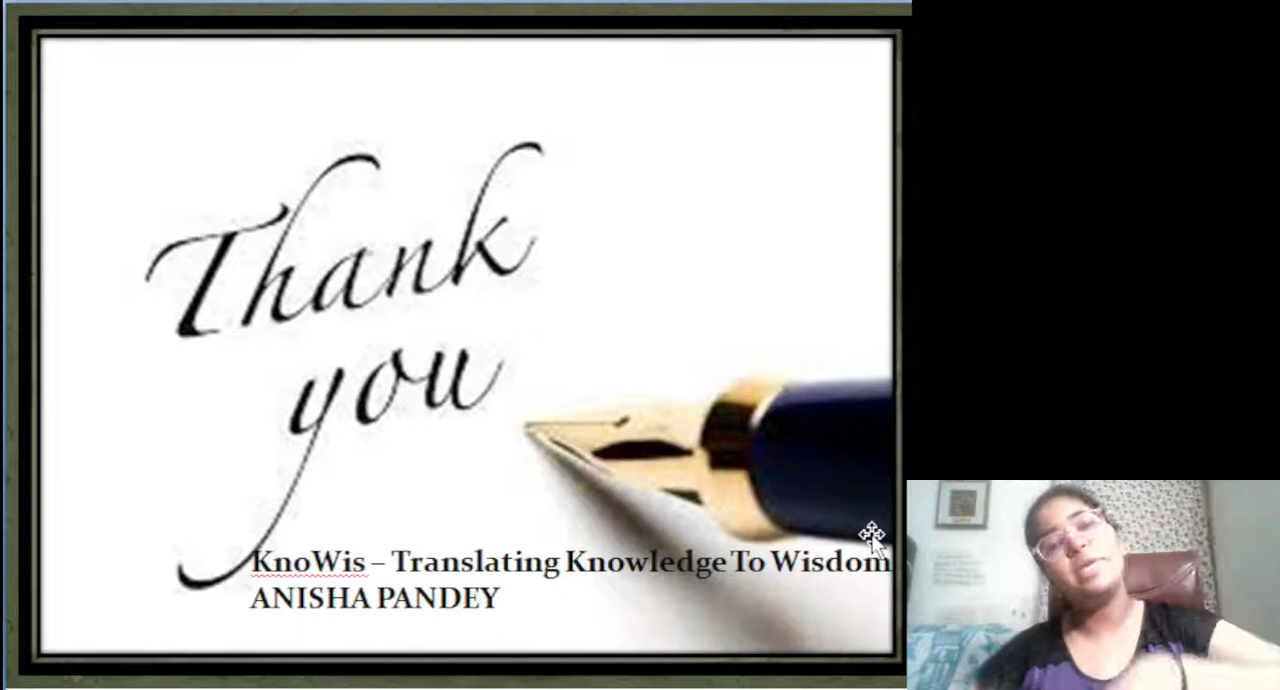 Thank
you
KnoWis – Translating Knowledge To Wisdom
ANISHA PANDEY